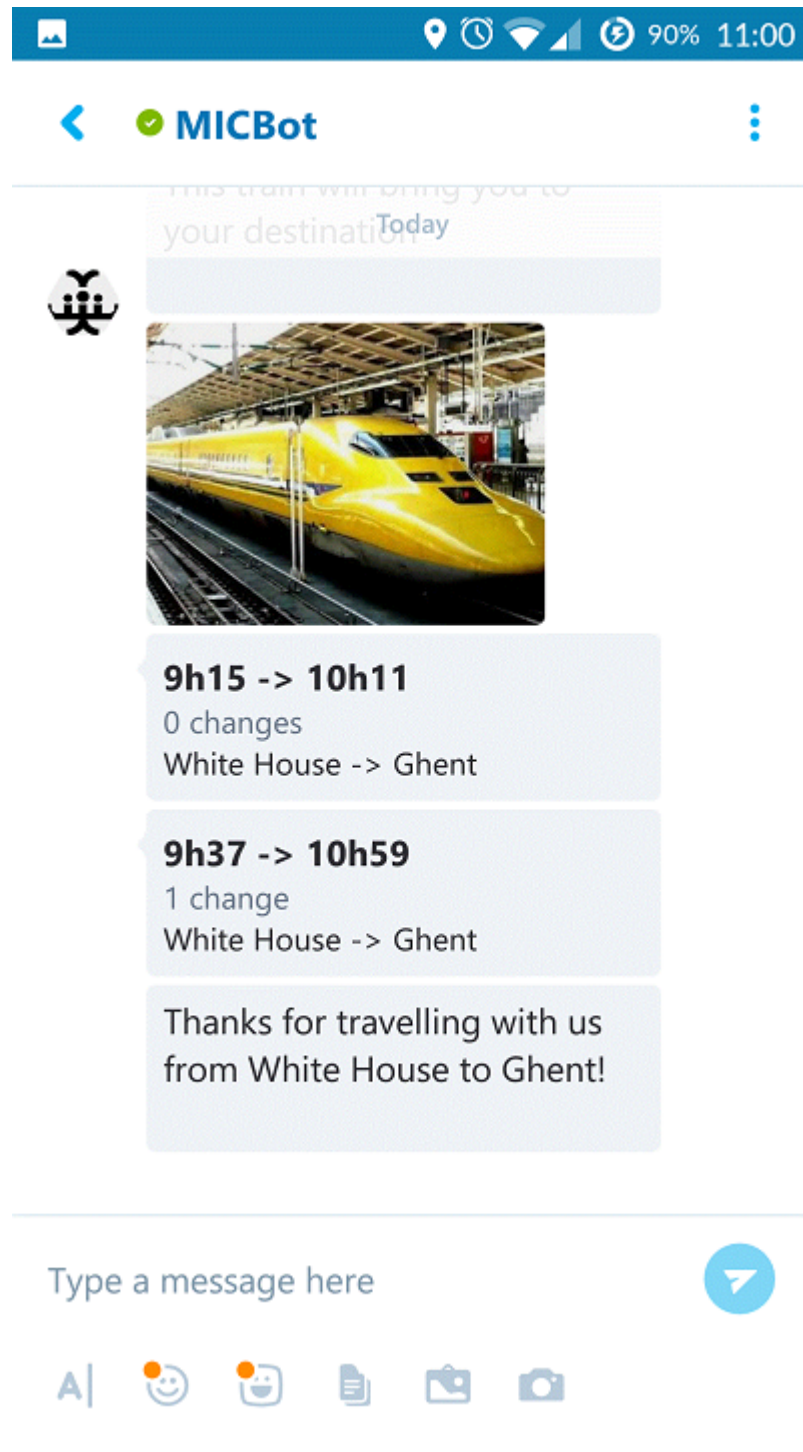 90% 11:00
MICBot
This train will bring you to
your destination
Today
9h15 -> 10h11
0 changes
White House -> Ghent
9h37 -> 10h59
1 change
White House -> Ghent
Thanks for travelling with us
from White House to Ghent!
Type a message here
A|